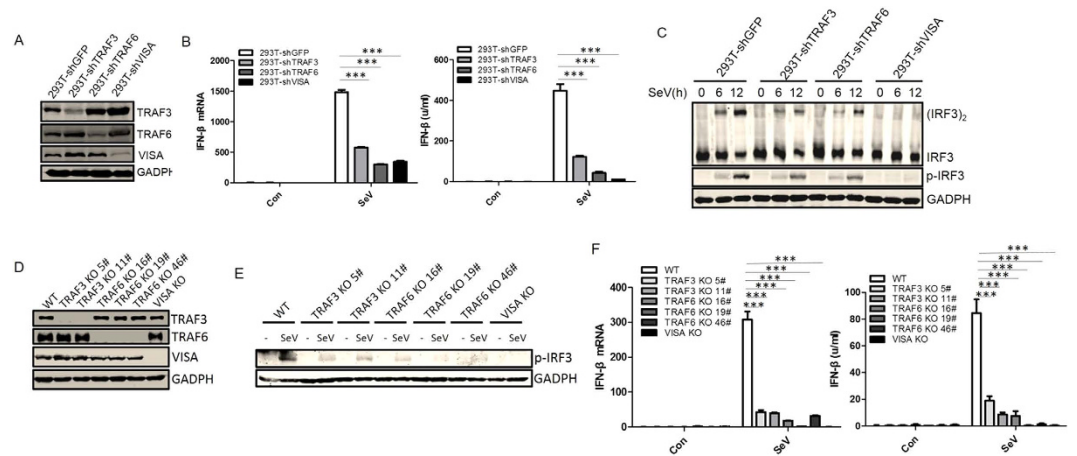 A
293T-shGFP
293T-shTRAF3
293T-shTRAF6
293T-shVISA
TRAF3
TRAF6
VISA
GADPH
B
293T-shGFP
293T-shTRAF3
293T-shTRAF6
293T-shVISA
***
***
***
IFN-β mRNA
1500
1000
500
0
Con
SeV
293T-shGFP
293T-shTRAF3
293T-shTRAF6
293T-shVISA
***
***
***
IFN-β (u/ml)
600
400
200
0
Con
SeV
C
293T-shGFP
293T-shTRAF3
293T-shTRAF6
293T-shVISA
SeV(h) 0 6 12 0 6 12 0 6 12 0 6 12
(IRF3)2
IRF3
p-IRF3
GADPH
D
WT
TRAF3 KO 5#
TRAF3 KO 11#
TRAF6 KO 16#
TRAF6 KO 19#
TRAF6 KO 46#
VISA KO
TRAF3
TRAF6
VISA
GADPH
E
WT
TRAF3 KO 5#
TRAF3 KO 11#
TRAF6 KO 16#
TRAF6 KO 19#
TRAF6 KO 46#
VISA KO
- SeV - SeV - SeV - SeV - SeV - SeV - SeV
p-IRF3
GADPH
F
WT
TRAF3 KO 5#
TRAF3 KO 11#
TRAF6 KO 16#
TRAF6 KO 19#
TRAF6 KO 46#
VISA KO
***
***
***
***
***
***
IFN-β mRNA
400
300
200
100
0
Con
SeV
WT
TRAF3 KO 5#
TRAF3 KO 11#
TRAF6 KO 16#
TRAF6 KO 19#
TRAF6 KO 46#
VISA KO
***
***
***
***
***
***
IFN-β (u/ml)
100
80
60
40
20
0
Con
SeV